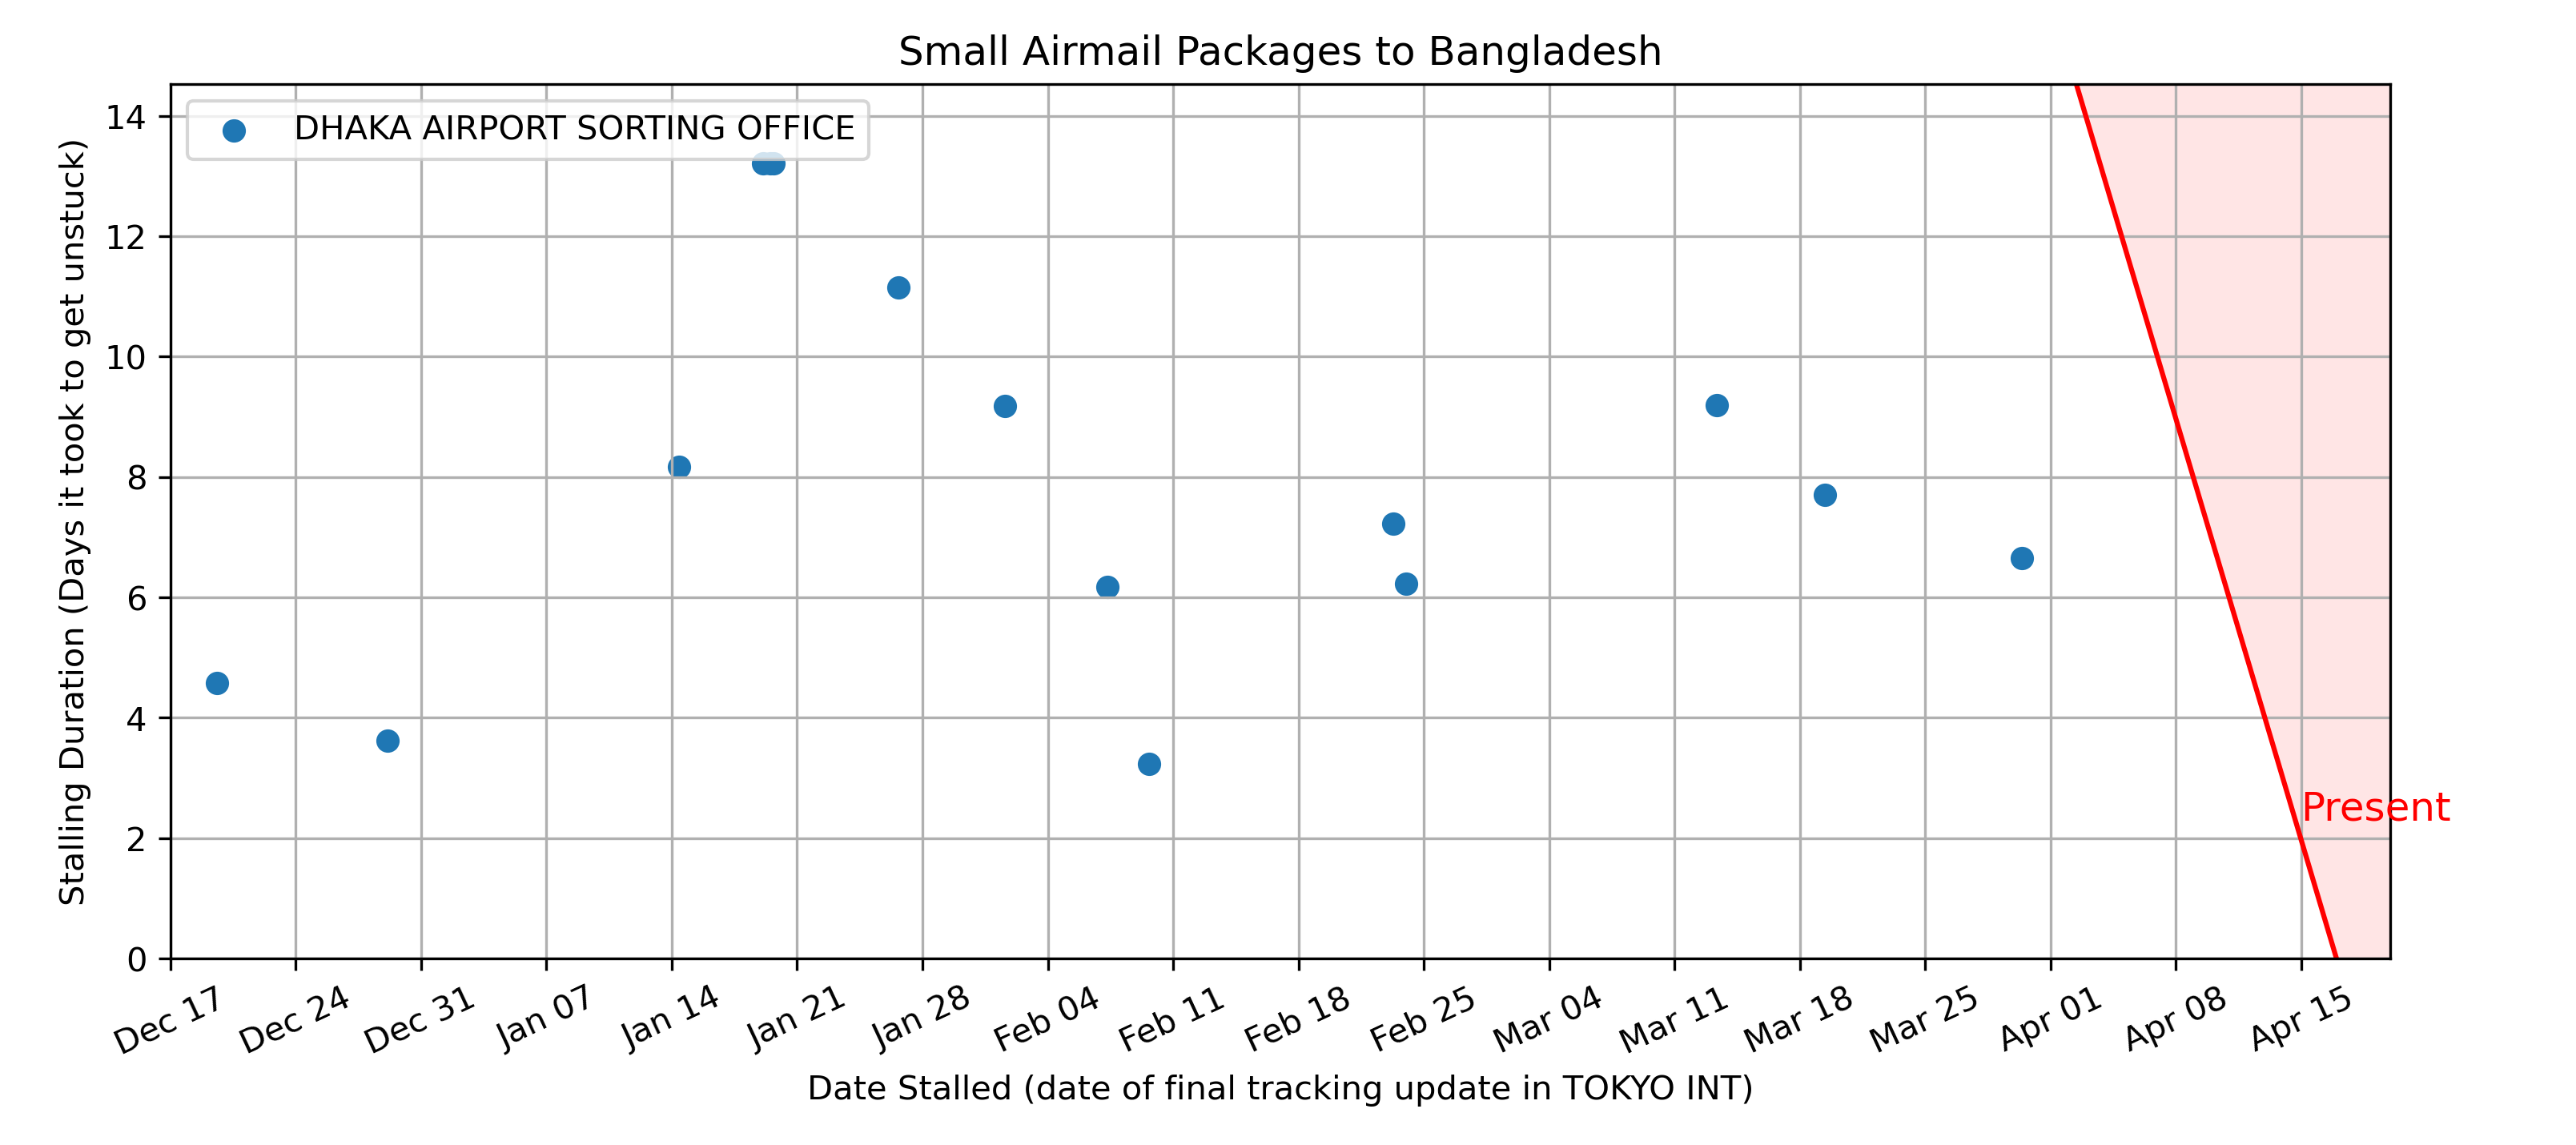 Small Airmail Packages to Bangladesh
DHAKA AIRPORT SORTING OFFICE
Stalling Duration (Days it took to get unstuck)
14
12
10
8
6
4
2
0
Present
Dec 17
Dec 24
Dec 31
Jan 07
Jan 14
Jan 21
Jan 28
Feb 04
Feb 11
Feb 18
Feb 25
Mar 04
Mar 11
Mar 18
Mar 25
Apr 01
Apr 08
Apr 15
Date Stalled (date of final tracking update in TOKYO INT)